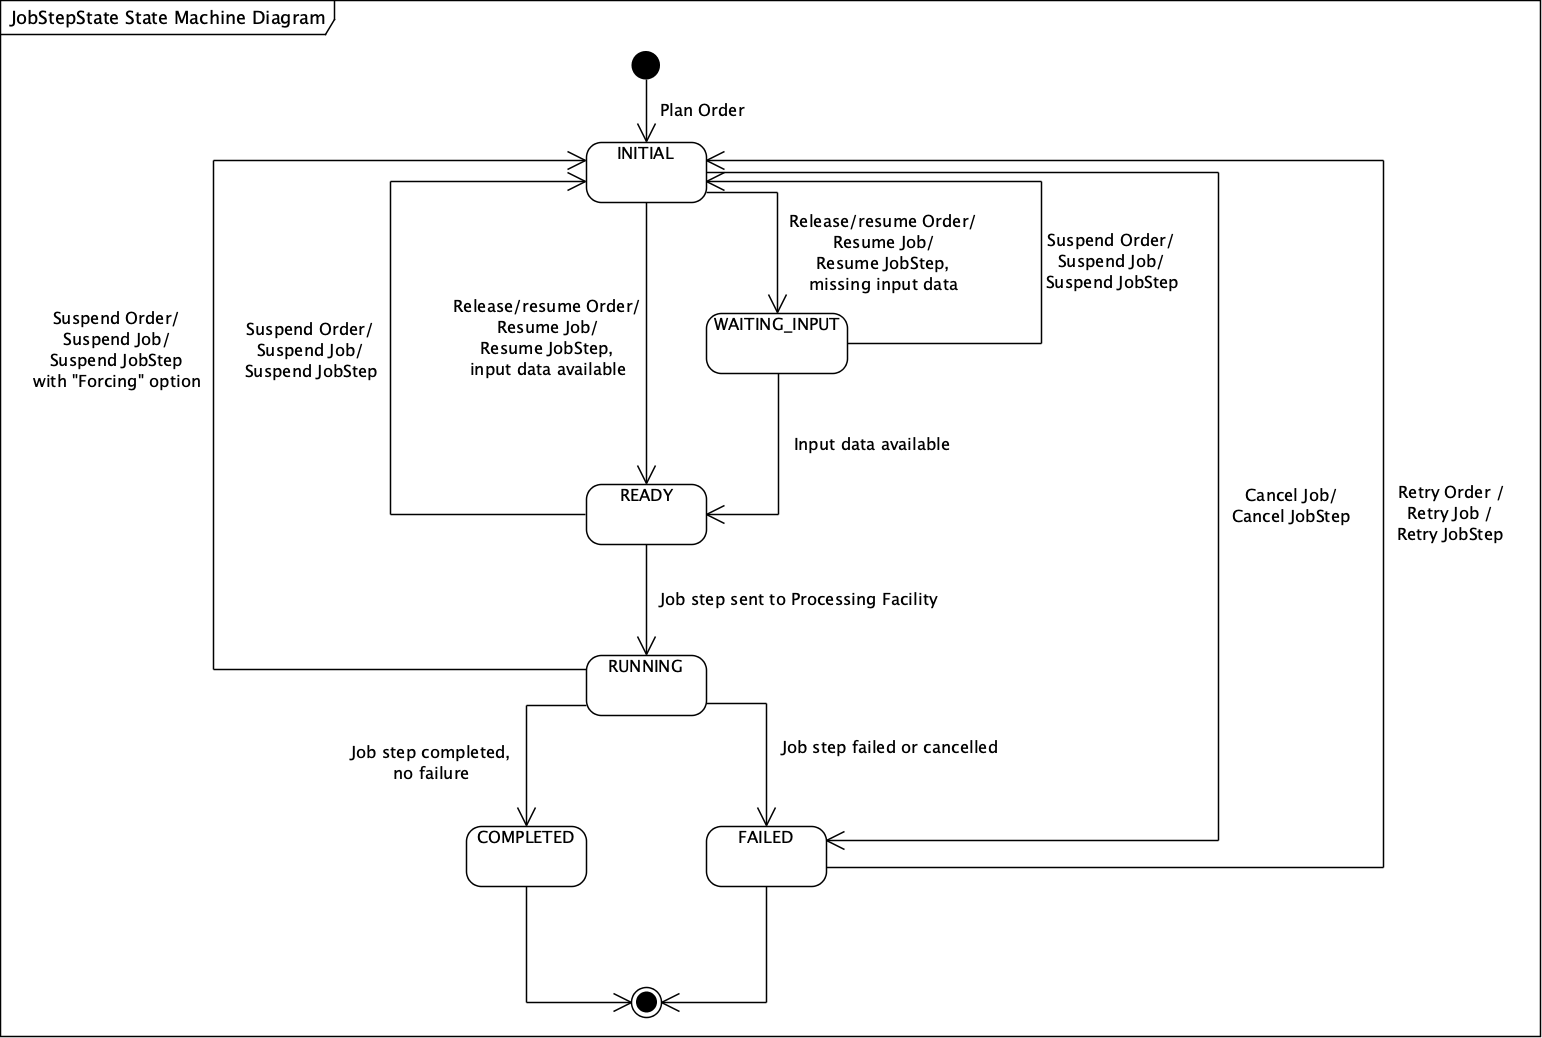 JobStepState State Machine Diagram
Plan Order
INITIAL
Release/resume Order/
Resume Job/
Resume JobStep,
missing input data
Suspend Order/
Suspend Job/
Suspend JobStep
Suspend Order/
Suspend Job/
Suspend JobStep
with "Forcing" option
Suspend Order/
Suspend Job/
Suspend JobStep
Release/resume Order/
Resume Job/
Resume JobStep,
input data available
WAITING_INPUT
Input data available
READY
Cancel Job/
Cancel JobStep
Retry Order /
Retry Job /
Retry JobStep
Job step sent to Processing Facility
RUNNING
Job step completed,
no failure
Job step failed or cancelled
COMPLETED
FAILED